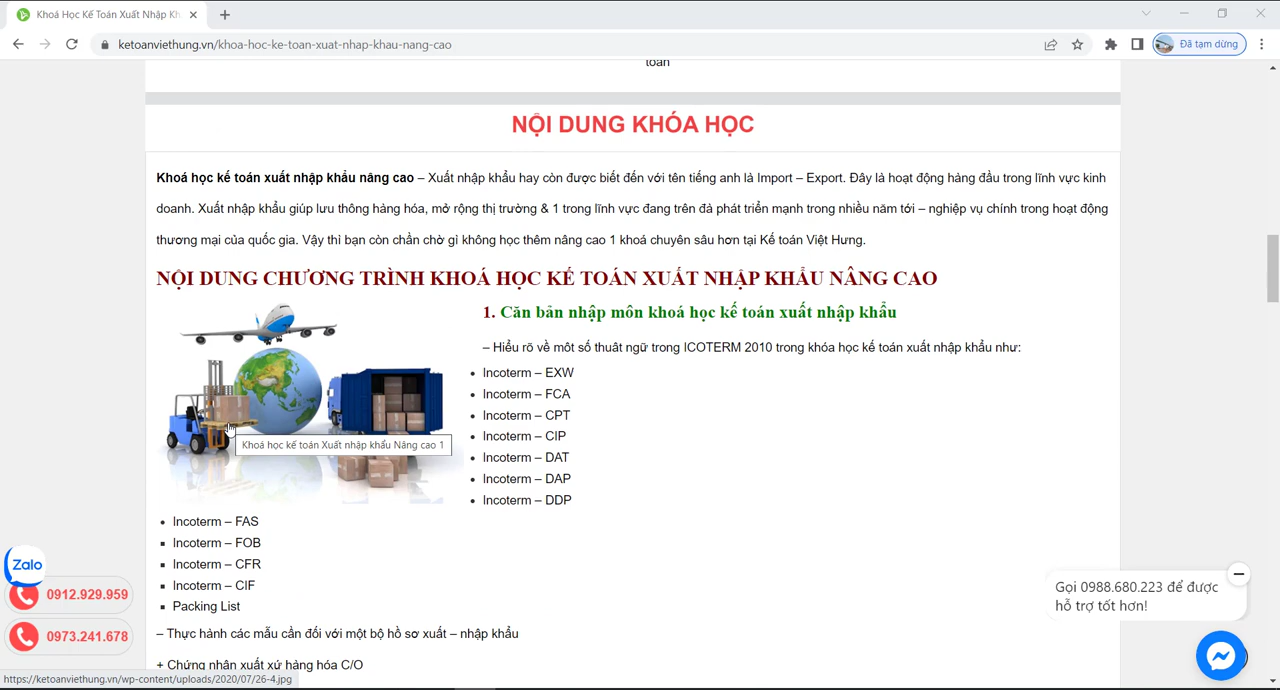 Khoá Học Kế Toán Xuất Nhập Kh
ketoanviethung.vn/khoa-hoc-ke-toan-xuat-nhap-khau-nang-cao
Đã tạm dừng
toán
NỘI DUNG KHÓA HỌC
Khoá học kế toán xuất nhập khẩu nâng cao – Xuất nhập khẩu hay còn được biết đến với tên tiếng anh là Import – Export. Đây là hoạt động hàng đầu trong lĩnh vực kinh
doanh. Xuất nhập khẩu giúp lưu thông hàng hóa, mở rộng thị trường & 1 trong lĩnh vực đang trên đà phát triển mạnh trong nhiều năm tới – nghiệp vụ chính trong hoạt động
thương mại của quốc gia. Vậy thì bạn còn chần chờ gì không học thêm nâng cao 1 khoá chuyên sâu hơn tại Kế toán Việt Hưng.
NỘI DUNG CHƯƠNG TRÌNH KHOÁ HỌC KẾ TOÁN XUẤT NHẬP KHẨU NÂNG CAO
1. Căn bản nhập môn khoá học kế toán xuất nhập khẩu
– Hiểu rõ về một số thuât ngữ trong ICOTERM 2010 trong khóa học kế toán xuất nhập khẩu như:
Incoterm – EXW
Incoterm – FCA
Incoterm – CPT
Incoterm – CIP
Khoá học kế toán Xuất nhập khẩu Nâng cao 1
Incoterm – DAT
Incoterm – DAP
Incoterm – DDP
Incoterm – FAS
Incoterm – FOB
Incoterm – CFR
Incoterm – CIF
Packing List
– Thực hành các mẫu cần đối với một bộ hồ sơ xuất – nhập khẩu
+ Chứng nhận xuất xứ hàng hóa C/O
Zalo
0912.929.959
0973.241.678
Gọi 0988.680.223 để được
hỗ trợ tốt hơn!
https://ketoanviethung.vn/wp-content/uploads/2020/07/26-4.jpg